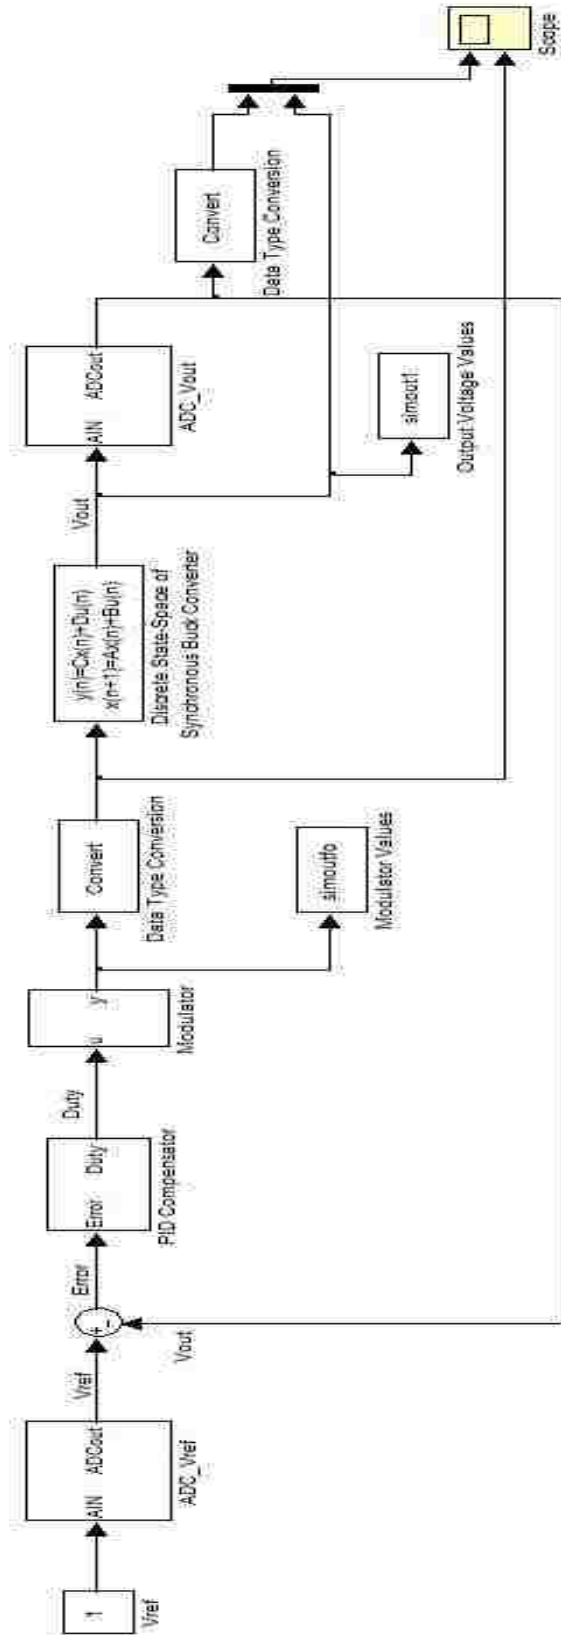 1
Vref
AIN ADCout
ADC_Vref
Vref
+
-
Vout
Error
Error Duty
PID Compensator
Duty
u y
Modulator
simoutfo
Modulator Values
Convert
Data Type Conversion
y(n)=Cx(n)+Du(n)
x(n+1)=Ax(n)+Bu(n)
Discrete State-Space of
Synchronous Buck Converter
Vout
AIN ADCout
ADC_Vout
simout1
Output Voltage Values
Convert
Data Type Conversion
Scope